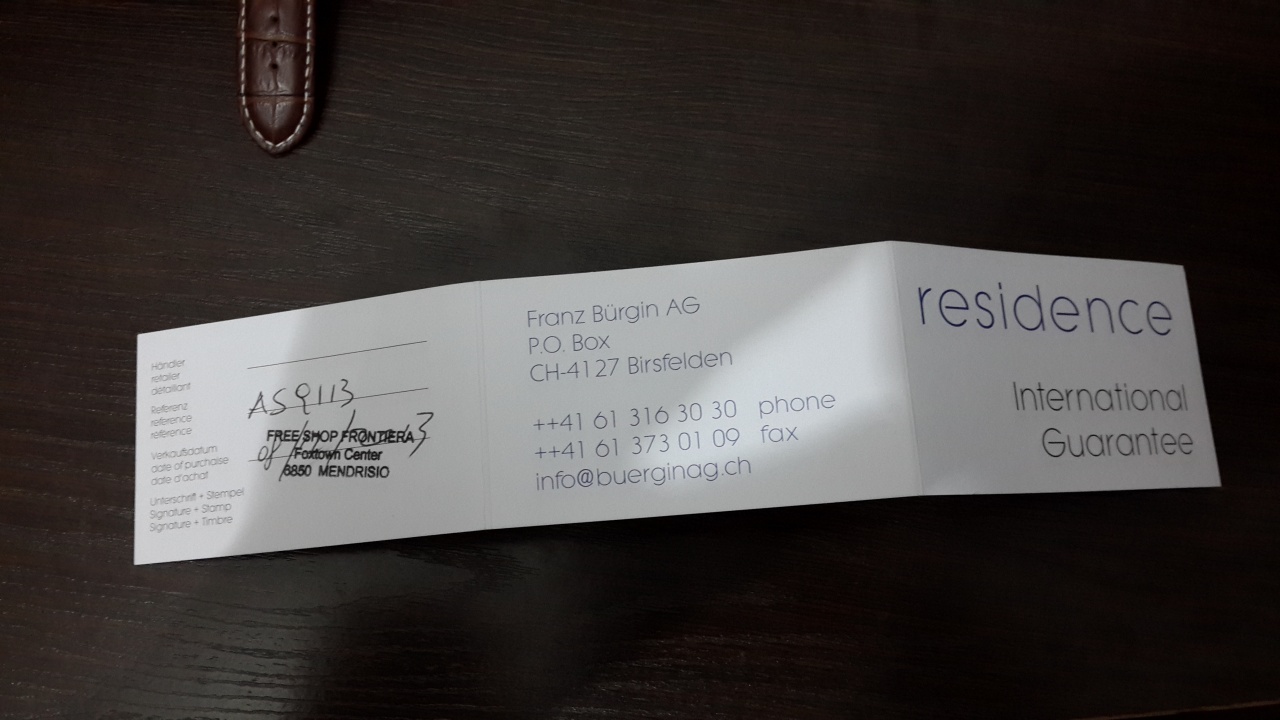 Händler
retailer
détaillant
Referenz
reference
reference
AS9113
Verkaufsdatum
date of purchase
date d'achat
FREE SHOP FRONTIERA
Foxtown Center
6850 MENDRISIO
Unterschrift + Stempel
Signature + Stamp
Signature + Timbre
Franz Bürgin AG
P.O. Box
CH-4127 Birsfelden
++41 61 316 30 30 phone
++41 61 373 01 09 fax
info@buerginag.ch
residence
International
Guarantee